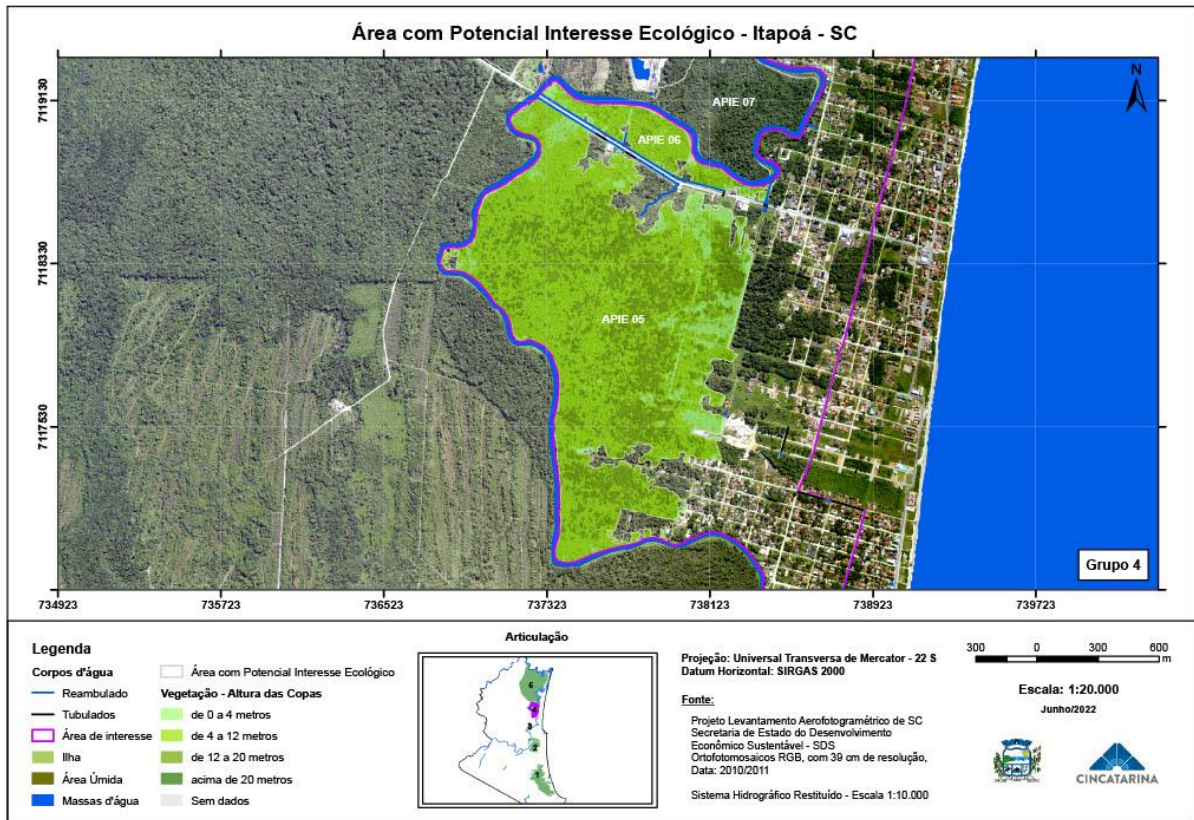 Área com Potencial Interesse Ecológico - Itapoá - SC
N
7119130
7118330
7117530
APIE 07
APIE 06
APIE 05
Grupo 4
734923
735723
736523
737323
738123
738923
739723
Legenda
Corpos d'água
Reambulado
Tubulados
Área de interesse
Ilha
Área Úmida
Massas d'água
Área com Potencial Interesse Ecológico
Vegetação - Altura das Copas
de 0 a 4 metros
de 4 a 12 metros
de 12 a 20 metros
acima de 20 metros
Sem dados
Articulação
5
4
3
2
1
Projeção: Universal Transversa de Mercator - 22 S
Datum Horizontal: SIRGAS 2000
Fonte:
Projeto Levantamento Aerofotogramétrico de SC
Secretaria de Estado do Desenvolvimento
Econômico Sustentável - SDS
Ortofotomosaicos RGB, com 39 cm de resolução,
Data: 2010/2011
Sistema Hidrográfico Restituído - Escala 1:10.000
300 0 300 600
m
Escala: 1:20.000
Junho/2022
CINCATARINA